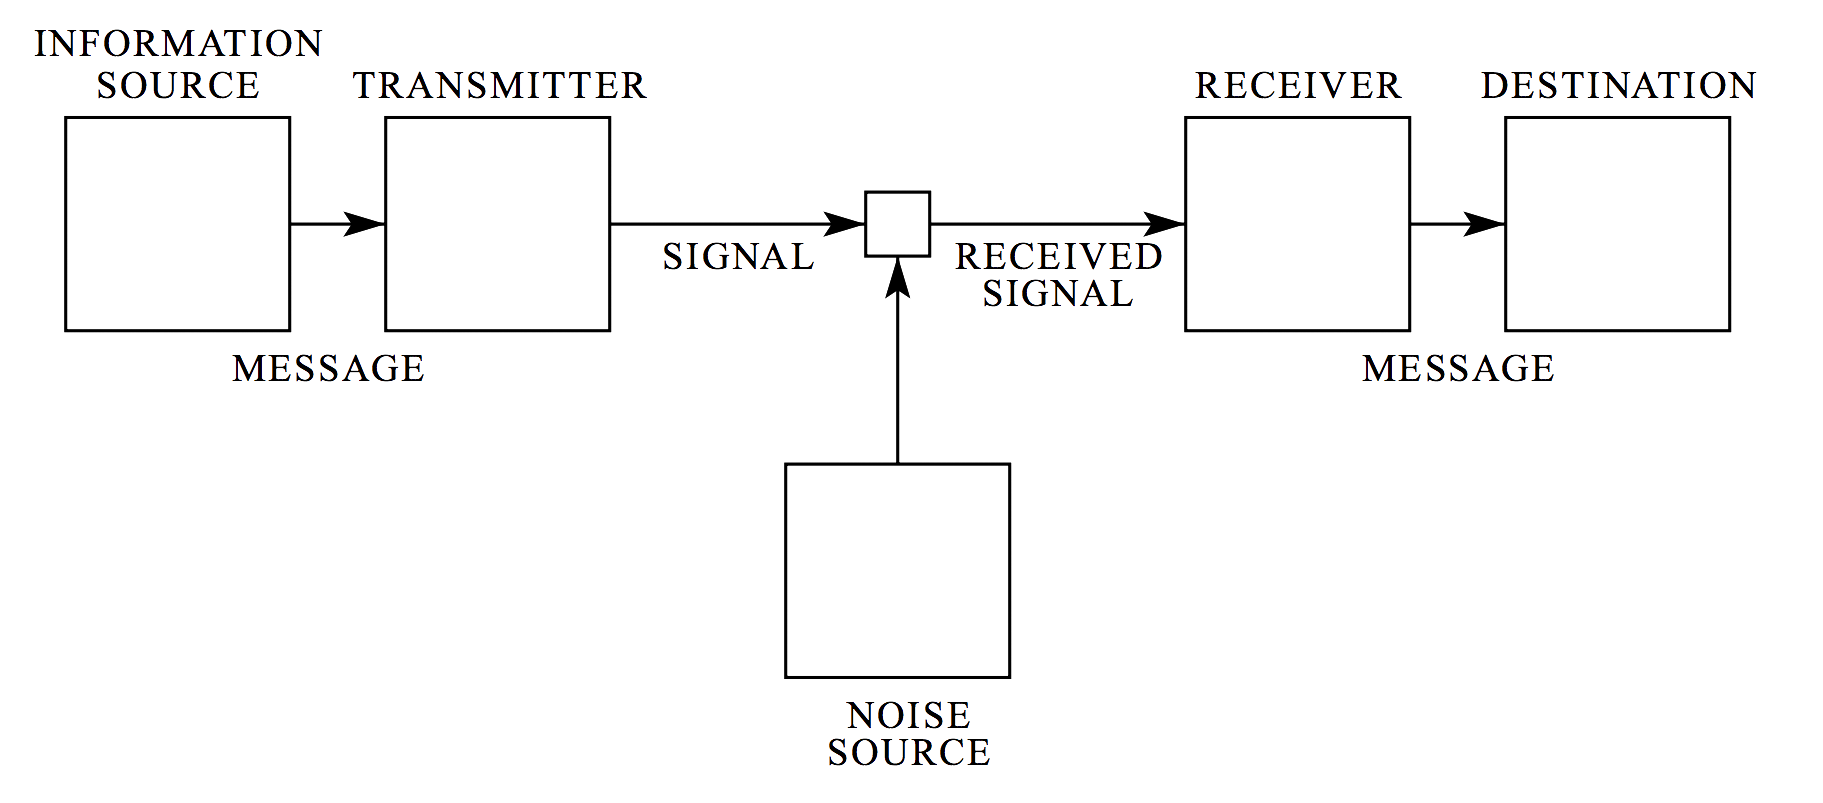 INFORMATION
SOURCE
TRANSMITTER
RECEIVER
DESTINATION
SIGNAL
RECEIVED
SIGNAL
MESSAGE
MESSAGE
NOISE
SOURCE